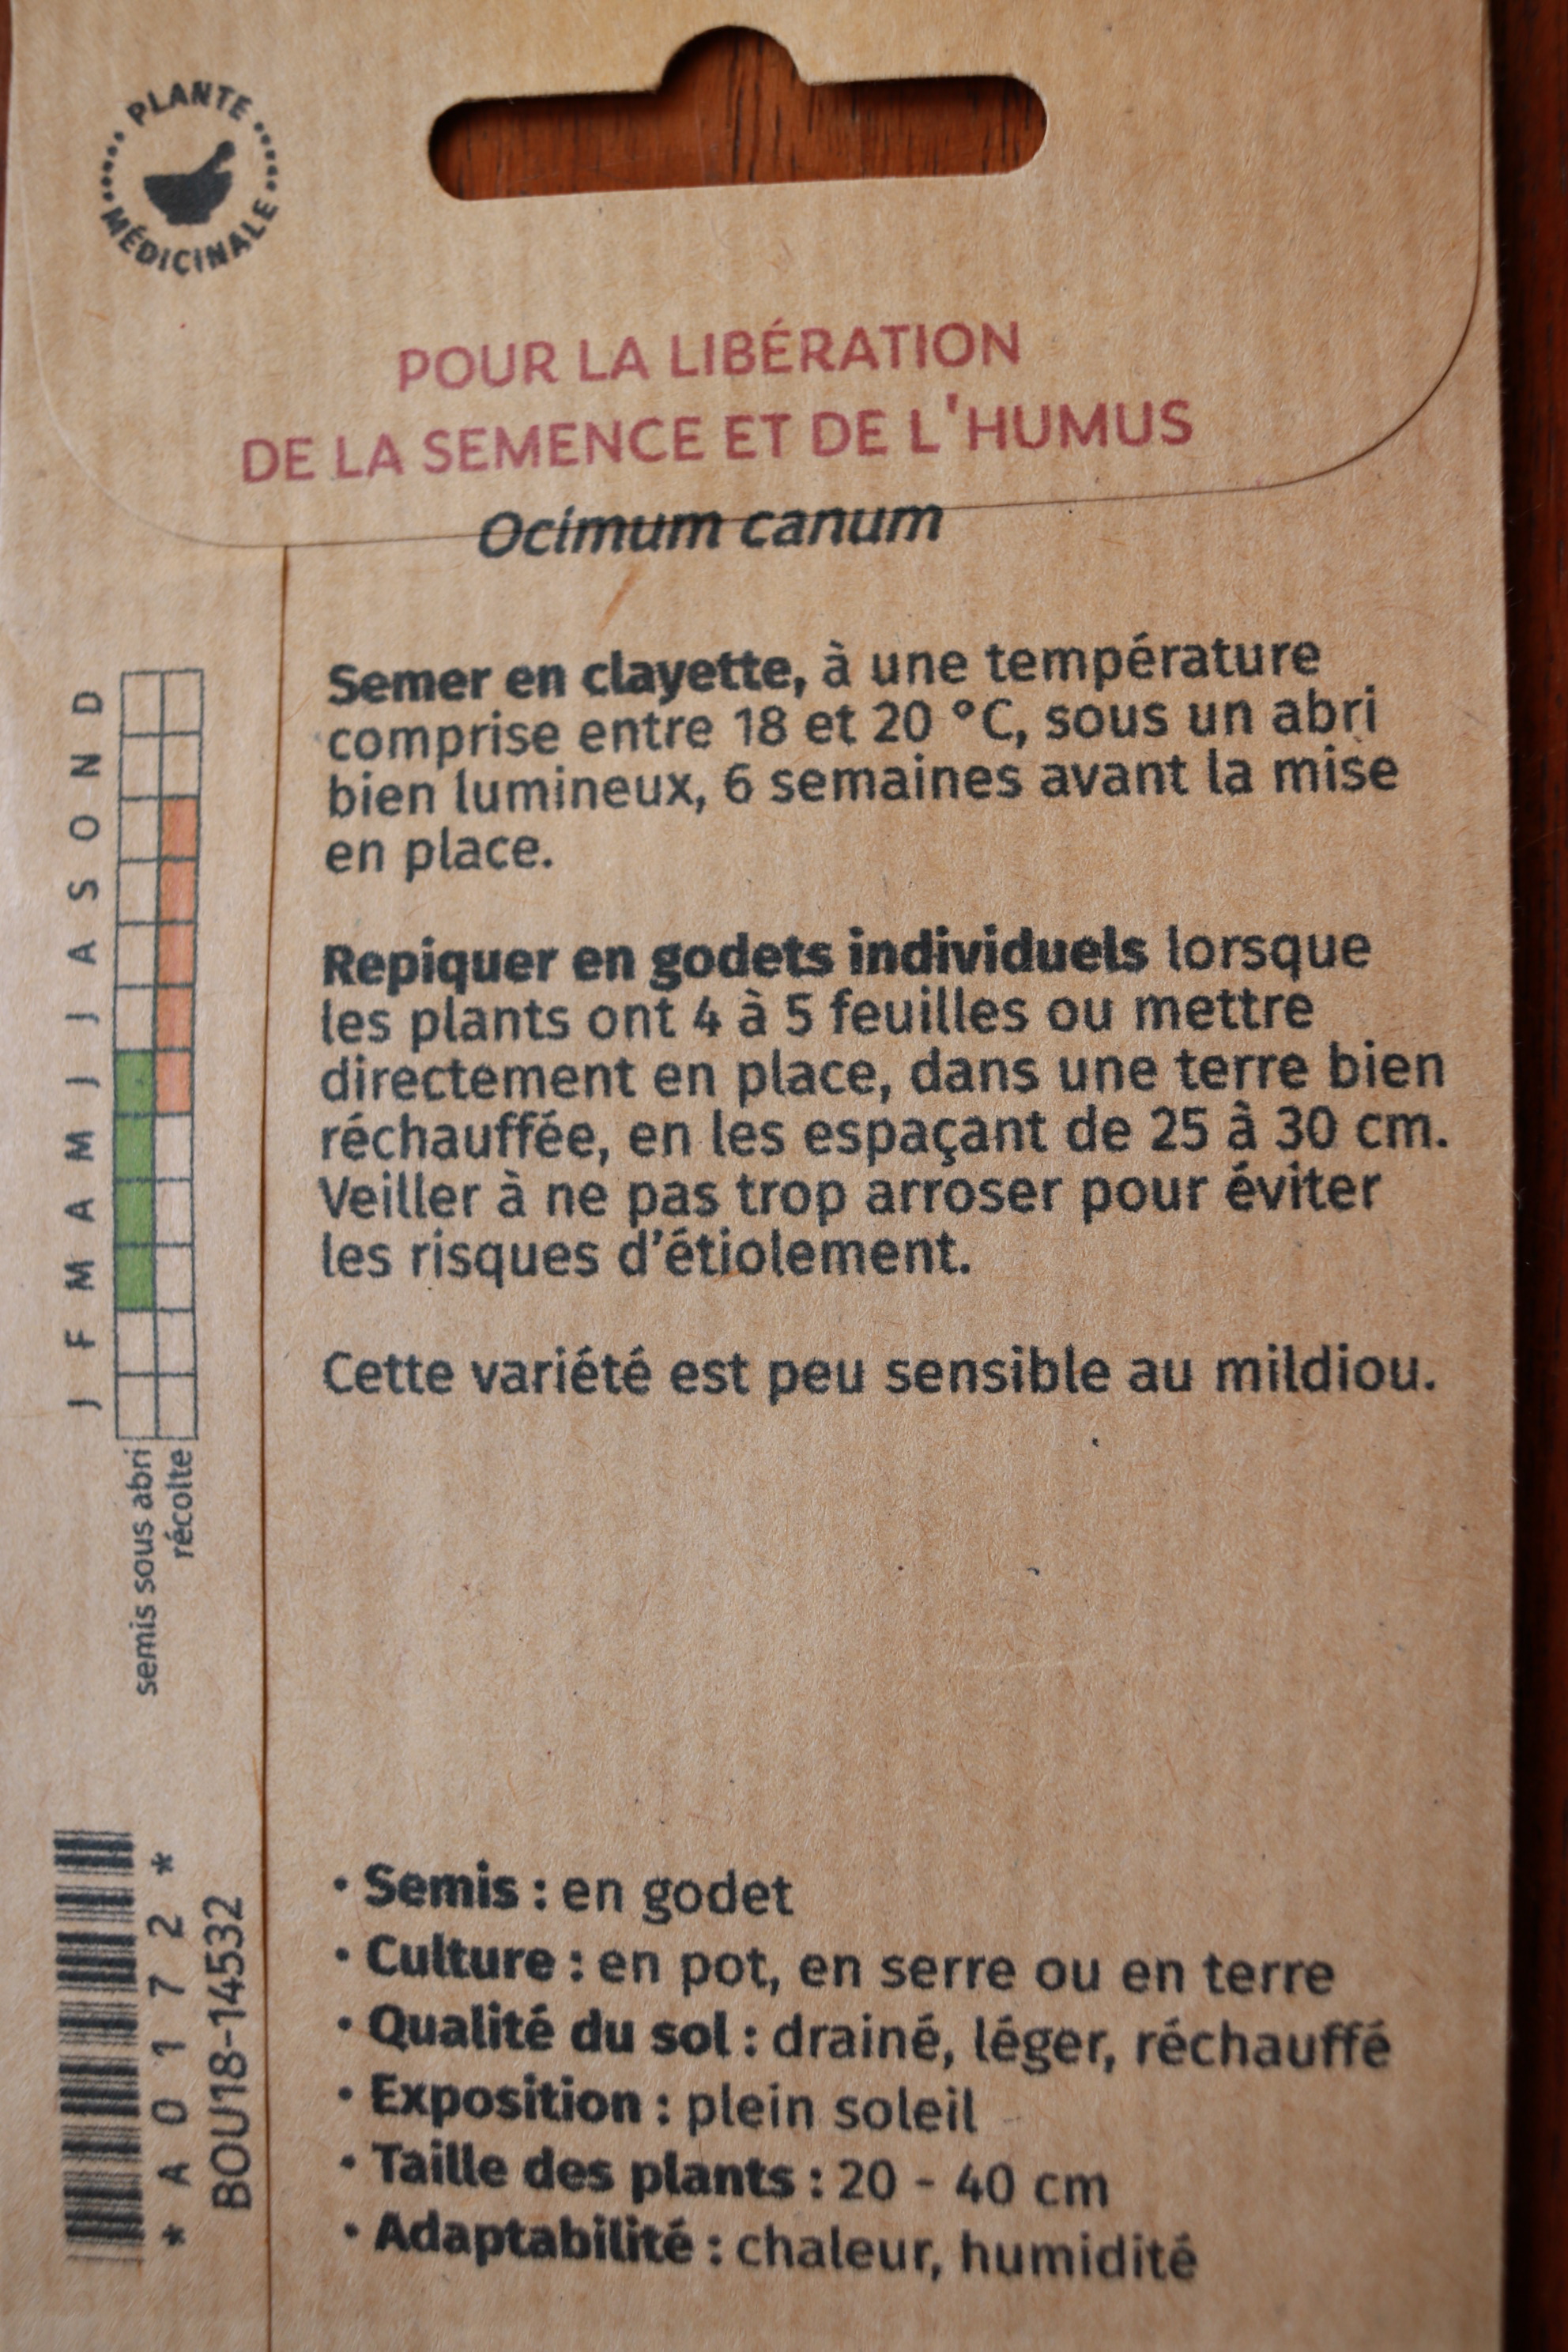 PLANTE
MÉDICINALE
POUR LA LIBÉRATION
DE LA SEMENCE ET DE L'HUMUS
Ocimum canum
Semer en clayette, à une température
comprise entre 18 et 20 °C, sous un abri
bien lumineux, 6 semaines avant la mise
en place.
Repiquer en godets individuels lorsque
les plants ont 4 à 5 feuilles ou mettre
directement en place, dans une terre bien
réchauffée, en les espaçant de 25 à 30 cm.
Veiller à ne pas trop arroser pour éviter
les risques d'étiolement.
Cette variété est peu sensible au mildiou.
J F M A M J J A S O N D
semis sous abri
récolte
* A 0 1 7 2 *
BOU18-14532
• Semis : en godet
• Culture : en pot, en serre ou en terre
• Qualité du sol : drainé, léger, réchauffé
• Exposition : plein soleil
• Taille des plants : 20 - 40 cm
• Adaptabilité : chaleur, humidité